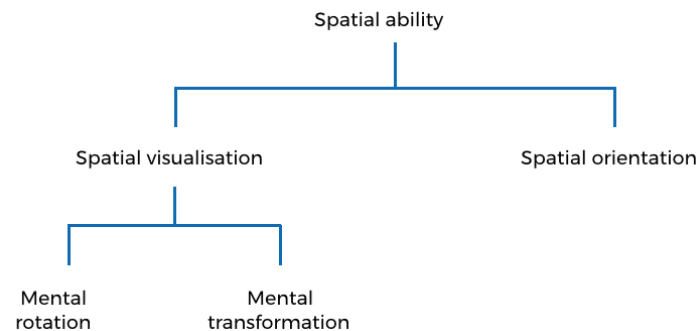 Spatial ability
Spatial visualisation
Spatial orientation
Mental
rotation
Mental
transformation